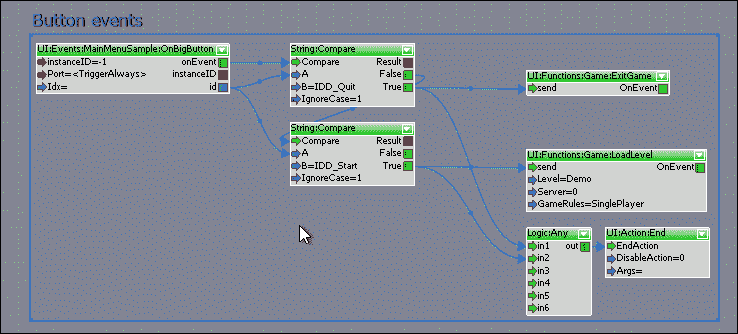 Button events
UI:Events:MainMenuSample:OnBigButton
instanceID=-1 onEvent
Port=<TriggerAlways> instanceID
Idx= id
String:Compare
Compare Result
A False
B=IDD_Quit True
IgnoreCase=1
String:Compare
Compare Result
A False
B=IDD_Start True
IgnoreCase=1
UI:Functions:Game:ExitGame
send OnEvent
UI:Functions:Game:LoadLevel
send OnEvent
Level=Demo
Server=0
GameRules=SinglePlayer
Logic:Any
in1 out
in2
in3
in4
in5
in6
UI:Action:End
EndAction
DisableAction=0
Args=